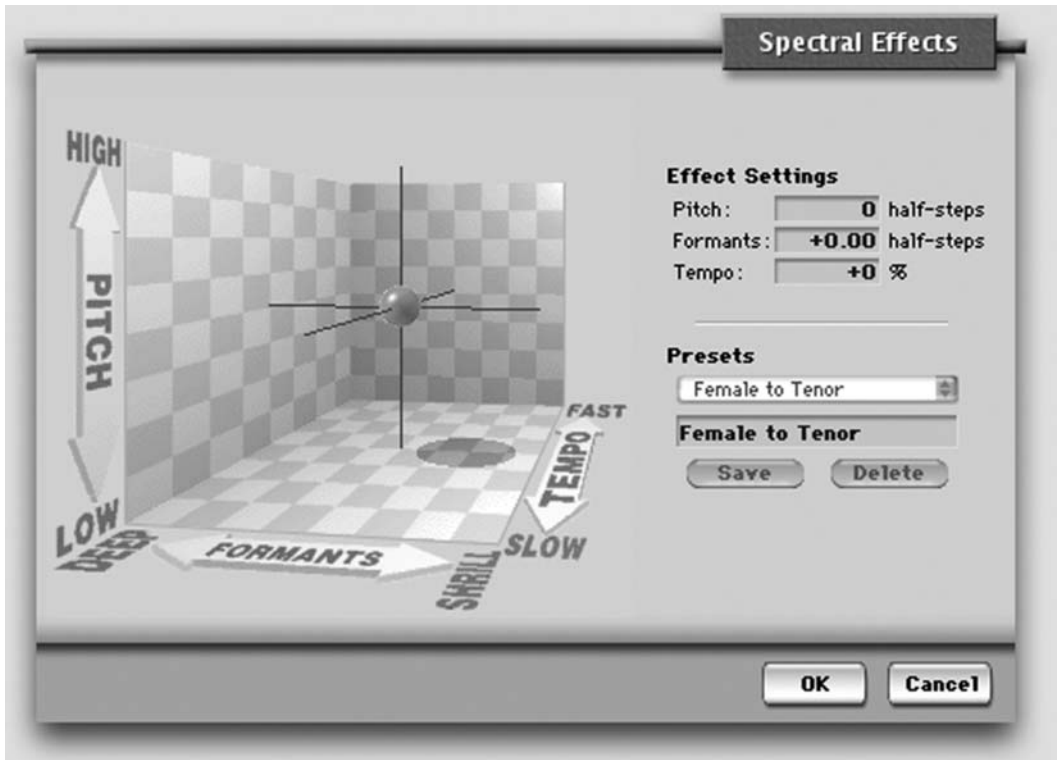 Spectral Effects
HIGH
PITCH
LOW
DEEP
FORMANTS
SHRILL
SLOW
TEMPO
FAST
Effect Settings
Pitch: 0 half-steps
Formants: +0.00 half-steps
Tempo: +0 %
Presets
Female to Tenor
Female to Tenor
Save Delete
OK Cancel